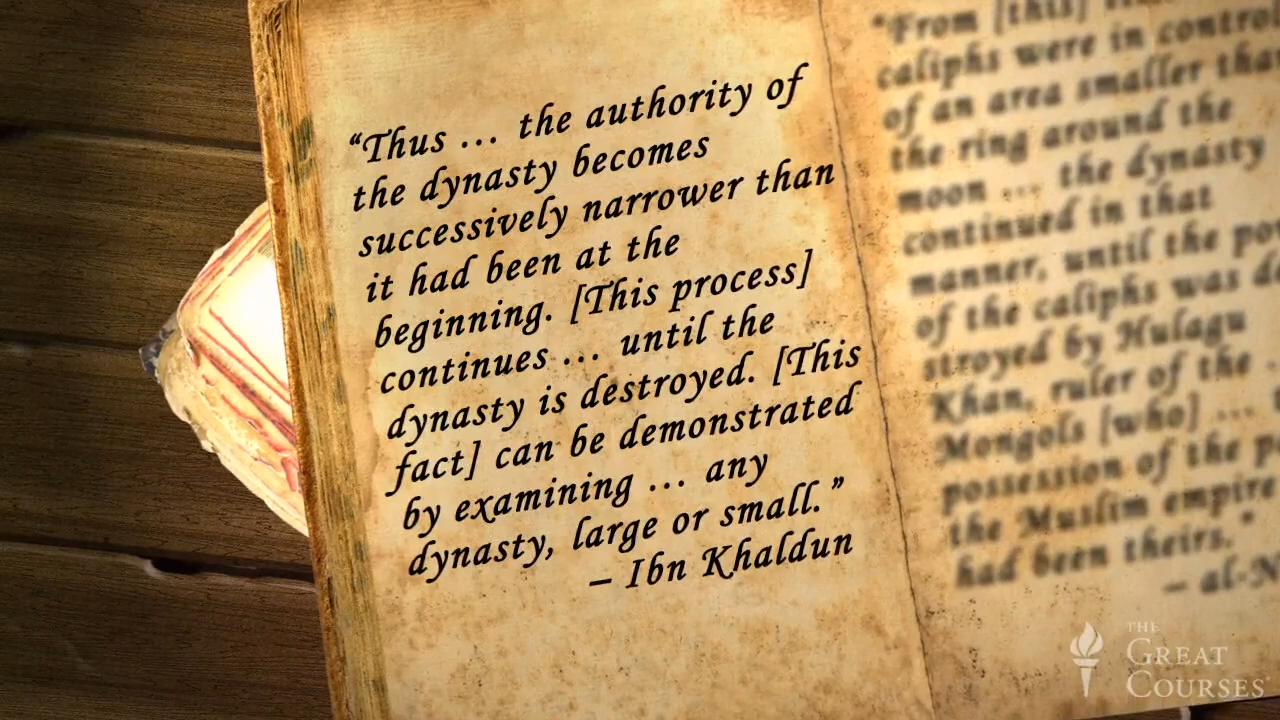 “Thus ... the authority of
the dynasty becomes
successively narrower than
it had been at the
beginning. [This process]
continues ... until the
dynasty is destroyed. [This
fact] can be demonstrated
by examining ... any
dynasty, large or small.”
– Ibn Khaldun
“From [this]
caliphs were in control
of an area smaller than
the ring around the
moon ... the dynasty
continued in that
manner, until the
of the caliphs was
stroyed by Hulagu
Khan, ruler of the
Mongols [who] ...
possession of the
the Muslim empire
had been theirs.”
THE
GREAT
COURSES